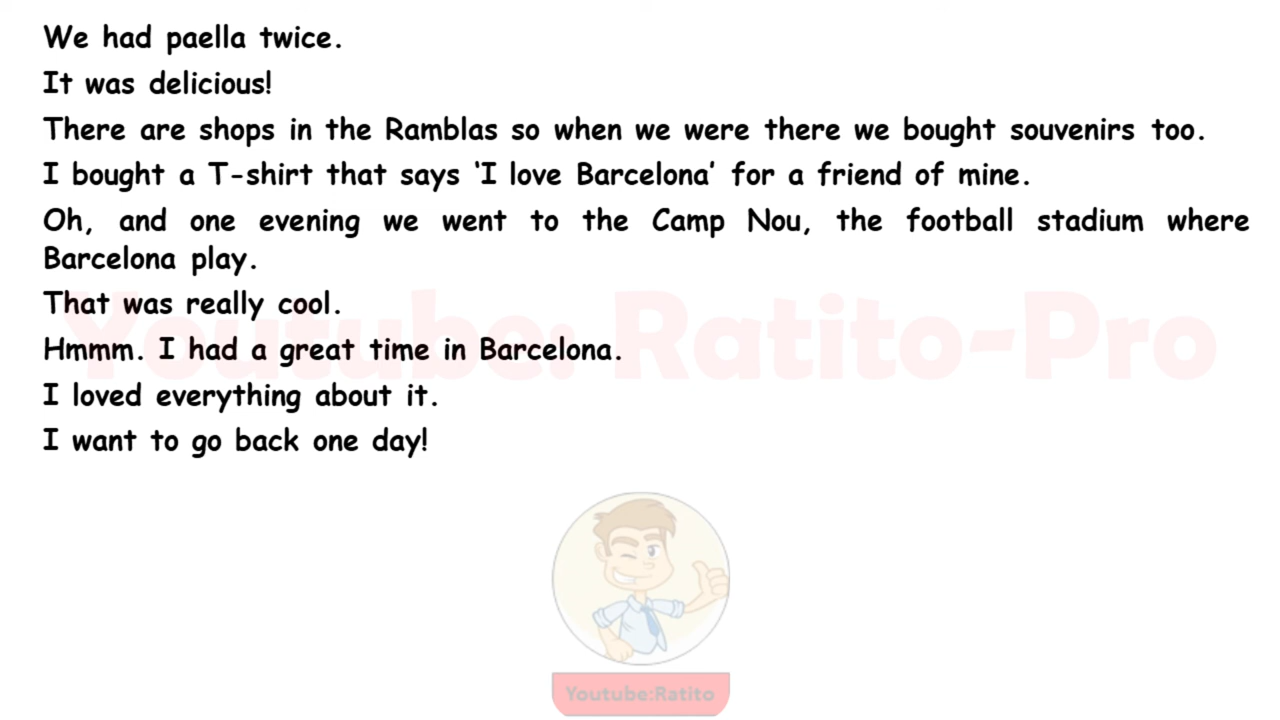 We had paella twice.
It was delicious!
There are shops in the Ramblas so when we were there we bought souvenirs too.
I bought a T-shirt that says ‘I love Barcelona’ for a friend of mine.
Oh, and one evening we went to the Camp Nou, the football stadium where
Barcelona play.
That was really cool.
Youtube: Ratito-Pro
Hmmm. I had a great time in Barcelona.
I loved everything about it.
I want to go back one day!
Youtube:Ratito